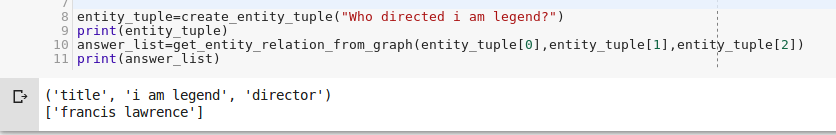 7
8 entity_tuple=create_entity_tuple("Who directed i am legend?")
9 print(entity_tuple)
10 answer_list=get_entity_relation_from_graph(entity_tuple[0],entity_tuple[1],entity_tuple[2])
11 print(answer_list)
('title', 'i am legend', 'director')
['francis lawrence']